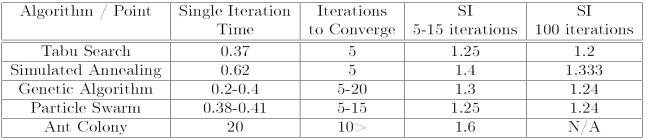 Algorithm / Point Single Iteration Iterations SI SI
Time to Converge 5-15 iterations 100 iterations
Tabu Search 0.37 5 1.25 1.2
Simulated Annealing 0.62 5 1.4 1.333
Genetic Algorithm 0.2-0.4 5-20 1.3 1.24
Particle Swarm 0.38-0.41 5-15 1.25 1.24
Ant Colony 20 10> 1.6 N/A